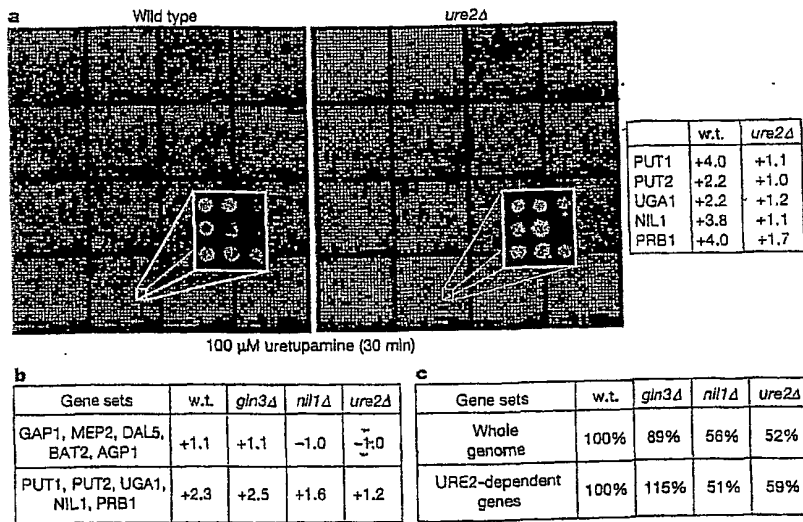 a
Wild type
ure2Δ
w.t. ure2Δ
PUT1 +4.0 +1.1
PUT2 +2.2 +1.0
UGA1 +2.2 +1.2
NIL1 +3.8 +1.1
PRB1 +4.0 +1.7
100 μM uretupamine (30 min)
b
Gene sets w.t. gln3Δ nil1Δ ure2Δ
GAP1, MEP2, DAL5, BAT2, AGP1 +1.1 +1.1 -1.0 -1.0
PUT1, PUT2, UGA1, NIL1, PRB1 +2.3 +2.5 +1.6 +1.2
c
Gene sets w.t. gln3Δ nil1Δ ure2Δ
Whole genome 100% 89% 56% 52%
URE2-dependent genes 100% 115% 51% 59%